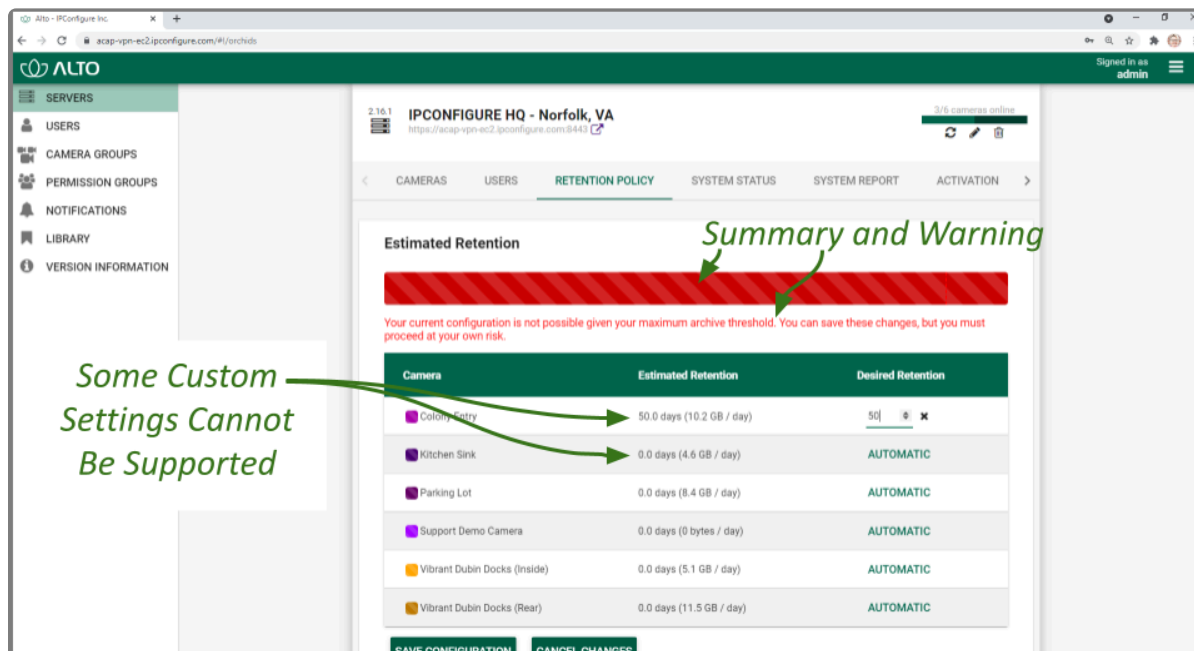 Alto - IPConfigure Inc.
acap-vpn-ec2.ipconfigure.com/#!/orchids
ALTO
Signed in as
admin
SERVERS
USERS
CAMERA GROUPS
PERMISSION GROUPS
NOTIFICATIONS
LIBRARY
VERSION INFORMATION
2.16.1
IPCONFIGURE HQ - Norfolk, VA
https://acap-vpn-ec2.ipconfigure.com:8443
3/6 cameras online
CAMERAS USERS RETENTION POLICY SYSTEM STATUS SYSTEM REPORT ACTIVATION
Estimated Retention
Summary and Warning
Your current configuration is not possible given your maximum archive threshold. You can save these changes, but you must
proceed at your own risk.
Some Custom
Settings Cannot
Be Supported
Camera Estimated Retention Desired Retention
Colony Entry 50.0 days (10.2 GB / day) 50
Kitchen Sink 0.0 days (4.6 GB / day) AUTOMATIC
Parking Lot 0.0 days (8.4 GB / day) AUTOMATIC
Support Demo Camera 0.0 days (0 bytes / day) AUTOMATIC
Vibrant Dubin Docks (Inside) 0.0 days (5.1 GB / day) AUTOMATIC
Vibrant Dubin Docks (Rear) 0.0 days (11.5 GB / day) AUTOMATIC
SAVE CONFIGURATION CANCEL CHANGES